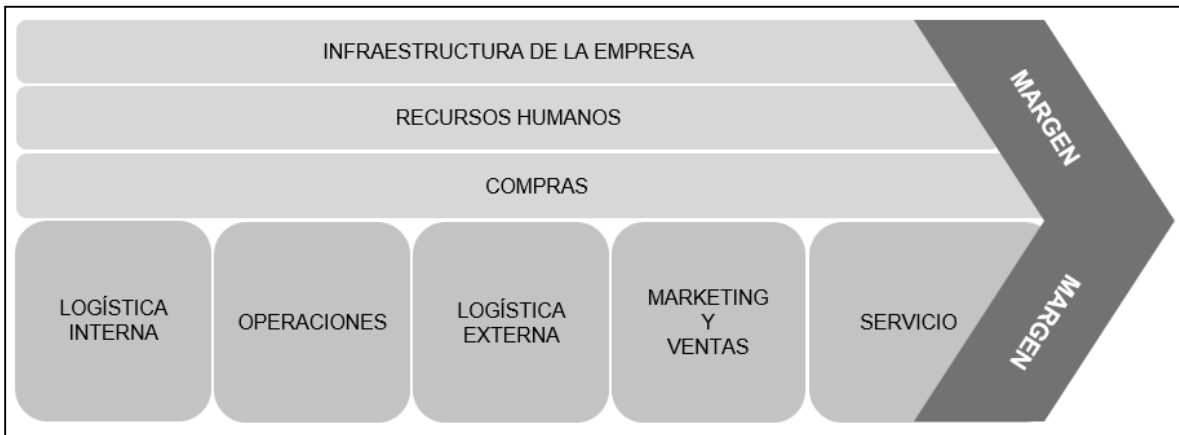 INFRAESTRUCTURA DE LA EMPRESA
RECURSOS HUMANOS
COMPRAS
LOGÍSTICA
INTERNA
OPERACIONES
LOGÍSTICA
EXTERNA
MARKETING
Y
VENTAS
SERVICIO
MARGEN
MARGEN